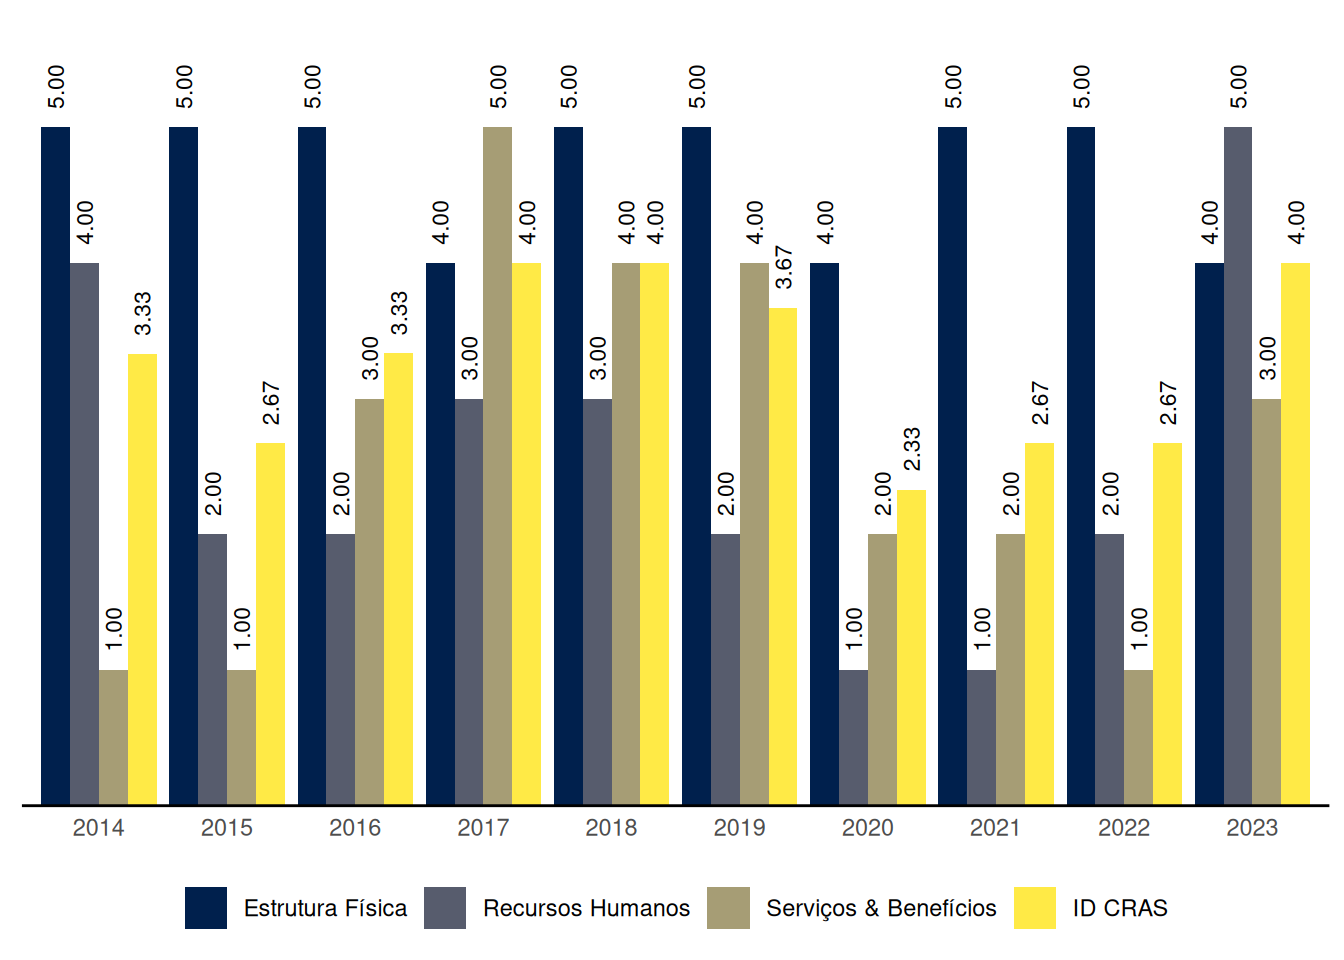 5.00 4.00 1.00 3.33
5.00 2.00 1.00 2.67
5.00 2.00 3.00 3.33
4.00 3.00 5.00 4.00
5.00 3.00 4.00 4.00
5.00 2.00 4.00 3.67
4.00 1.00 2.00 2.33
5.00 1.00 2.00 2.67
5.00 2.00 1.00 2.67
4.00 5.00 3.00 4.00
2014 2015 2016 2017 2018 2019 2020 2021 2022 2023
Estrutura Física Recursos Humanos Serviços & Benefícios ID CRAS